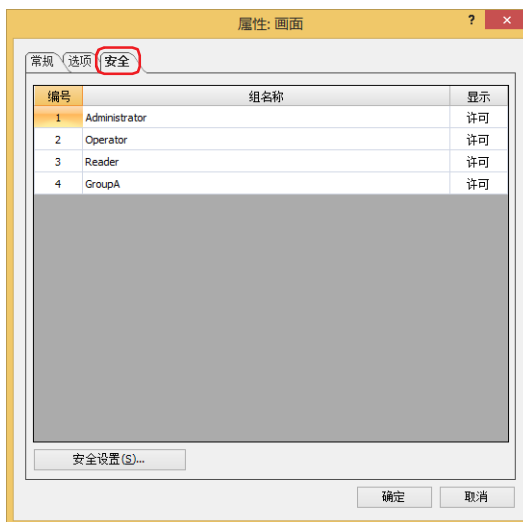 属性: 画面
? ×
常规 选项 安全
编号 组名称 显示
1 Administrator 许可
2 Operator 许可
3 Reader 许可
4 GroupA 许可
安全设置(S)...
确定 取消